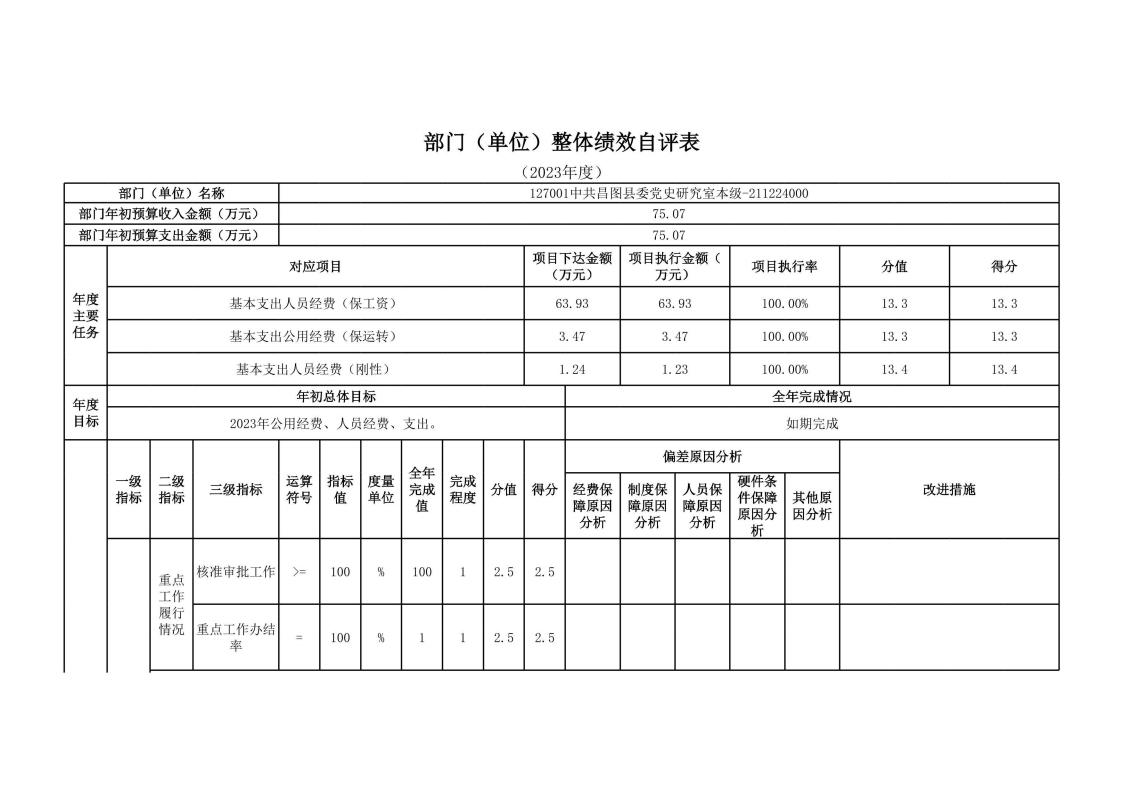 部门（单位）整体绩效自评表
（2023年度）
部门（单位）名称 127001中共昌图县委党史研究室本级-211224000
部门年初预算收入金额（万元） 75.07
部门年初预算支出金额（万元） 75.07
年度主要任务 对应项目 项目下达金额（万元） 项目执行金额（万元） 项目执行率 分值 得分
基本支出人员经费（保工资） 63.93 63.93 100.00% 13.3 13.3
基本支出公用经费（保运转） 3.47 3.47 100.00% 13.3 13.3
基本支出人员经费（刚性） 1.24 1.23 100.00% 13.4 13.4
年度目标 年初总体目标 全年完成情况
2023年公用经费、人员经费、支出。 如期完成
一级指标 二级指标 三级指标 运算符号 指标值 度量单位 全年完成值 完成程度 分值 得分 偏差原因分析 改进措施
经费保障原因分析 制度保障原因分析 人员保障原因分析 硬件条件保障原因分析 其他原因分析
重点工作履行情况 核准审批工作 >= 100 % 100 1 2.5 2.5
重点工作办结率 = 100 % 1 1 2.5 2.5